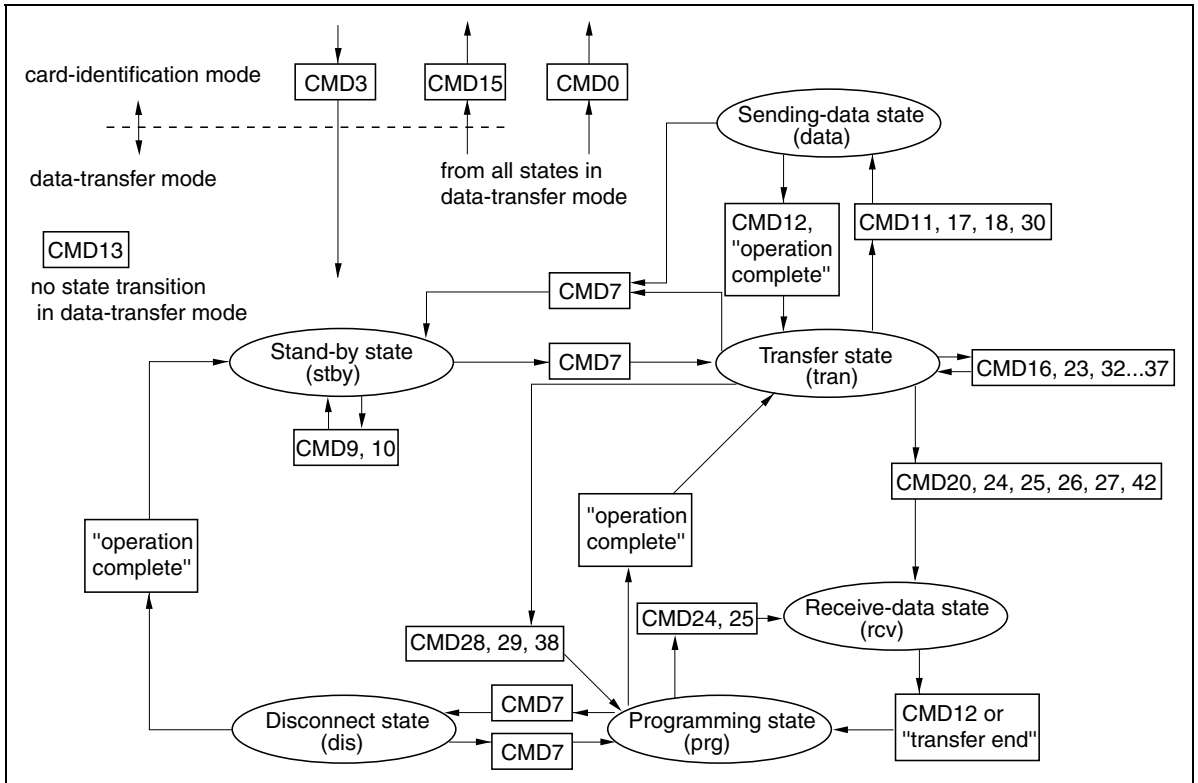 card-identification mode
CMD3
CMD15
CMD0
Sending-data state
(data)
data-transfer mode
from all states in
data-transfer mode
CMD12,
"operation
complete"
CMD11, 17, 18, 30
CMD13
no state transition
in data-transfer mode
CMD7
Stand-by state
(stby)
CMD7
Transfer state
(tran)
CMD16, 23, 32...37
CMD9, 10
CMD20, 24, 25, 26, 27, 42
"operation
complete"
"operation
complete"
Receive-data state
(rcv)
CMD24, 25
CMD28, 29, 38
CMD7
Disconnect state
(dis)
Programming state
(prg)
CMD12 or
"transfer end"
CMD7